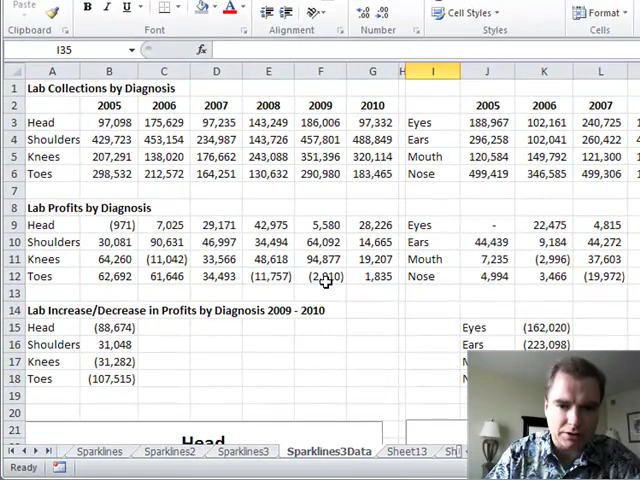 Paste
B I U
Cell Styles
Format
Clipboard Font Alignment Number Styles Cells
I35
A B C D E F G H I J K L
1 Lab Collections by Diagnosis
2 2005 2006 2007 2008 2009 2010 2005 2006 2007
3 Head 97,098 175,629 97,235 143,249 186,006 97,332 Eyes 188,967 102,161 240,725
4 Shoulders 429,723 453,154 234,987 143,726 457,801 488,849 Ears 296,258 102,041 260,422
5 Knees 207,291 138,020 176,662 243,088 351,396 320,114 Mouth 120,584 149,792 121,300
6 Toes 298,532 212,572 164,251 130,632 290,980 183,465 Nose 499,419 346,585 499,306
7
8 Lab Profits by Diagnosis
9 Head (971) 7,025 29,171 42,975 5,580 28,226 Eyes - 22,475 4,815
10 Shoulders 30,081 90,631 46,997 34,494 64,092 14,665 Ears 44,439 9,184 44,272
11 Knees 64,260 (11,042) 33,566 48,618 94,877 19,207 Mouth 7,235 (2,996) 37,603
12 Toes 62,692 61,646 34,493 (11,757) 1,835 Nose 4,994 3,466 (19,972)
13
14 Lab Increase/Decrease in Profits by Diagnosis 2009 - 2010
15 Head (88,674) Eyes (162,020)
16 Shoulders 31,048 Ears (223,098)
17 Knees (31,282)
18 Toes (107,515)
19
20
21
Head
Sparklines Sparklines2 Sparklines3 Sparklines3Data Sheet13
Ready